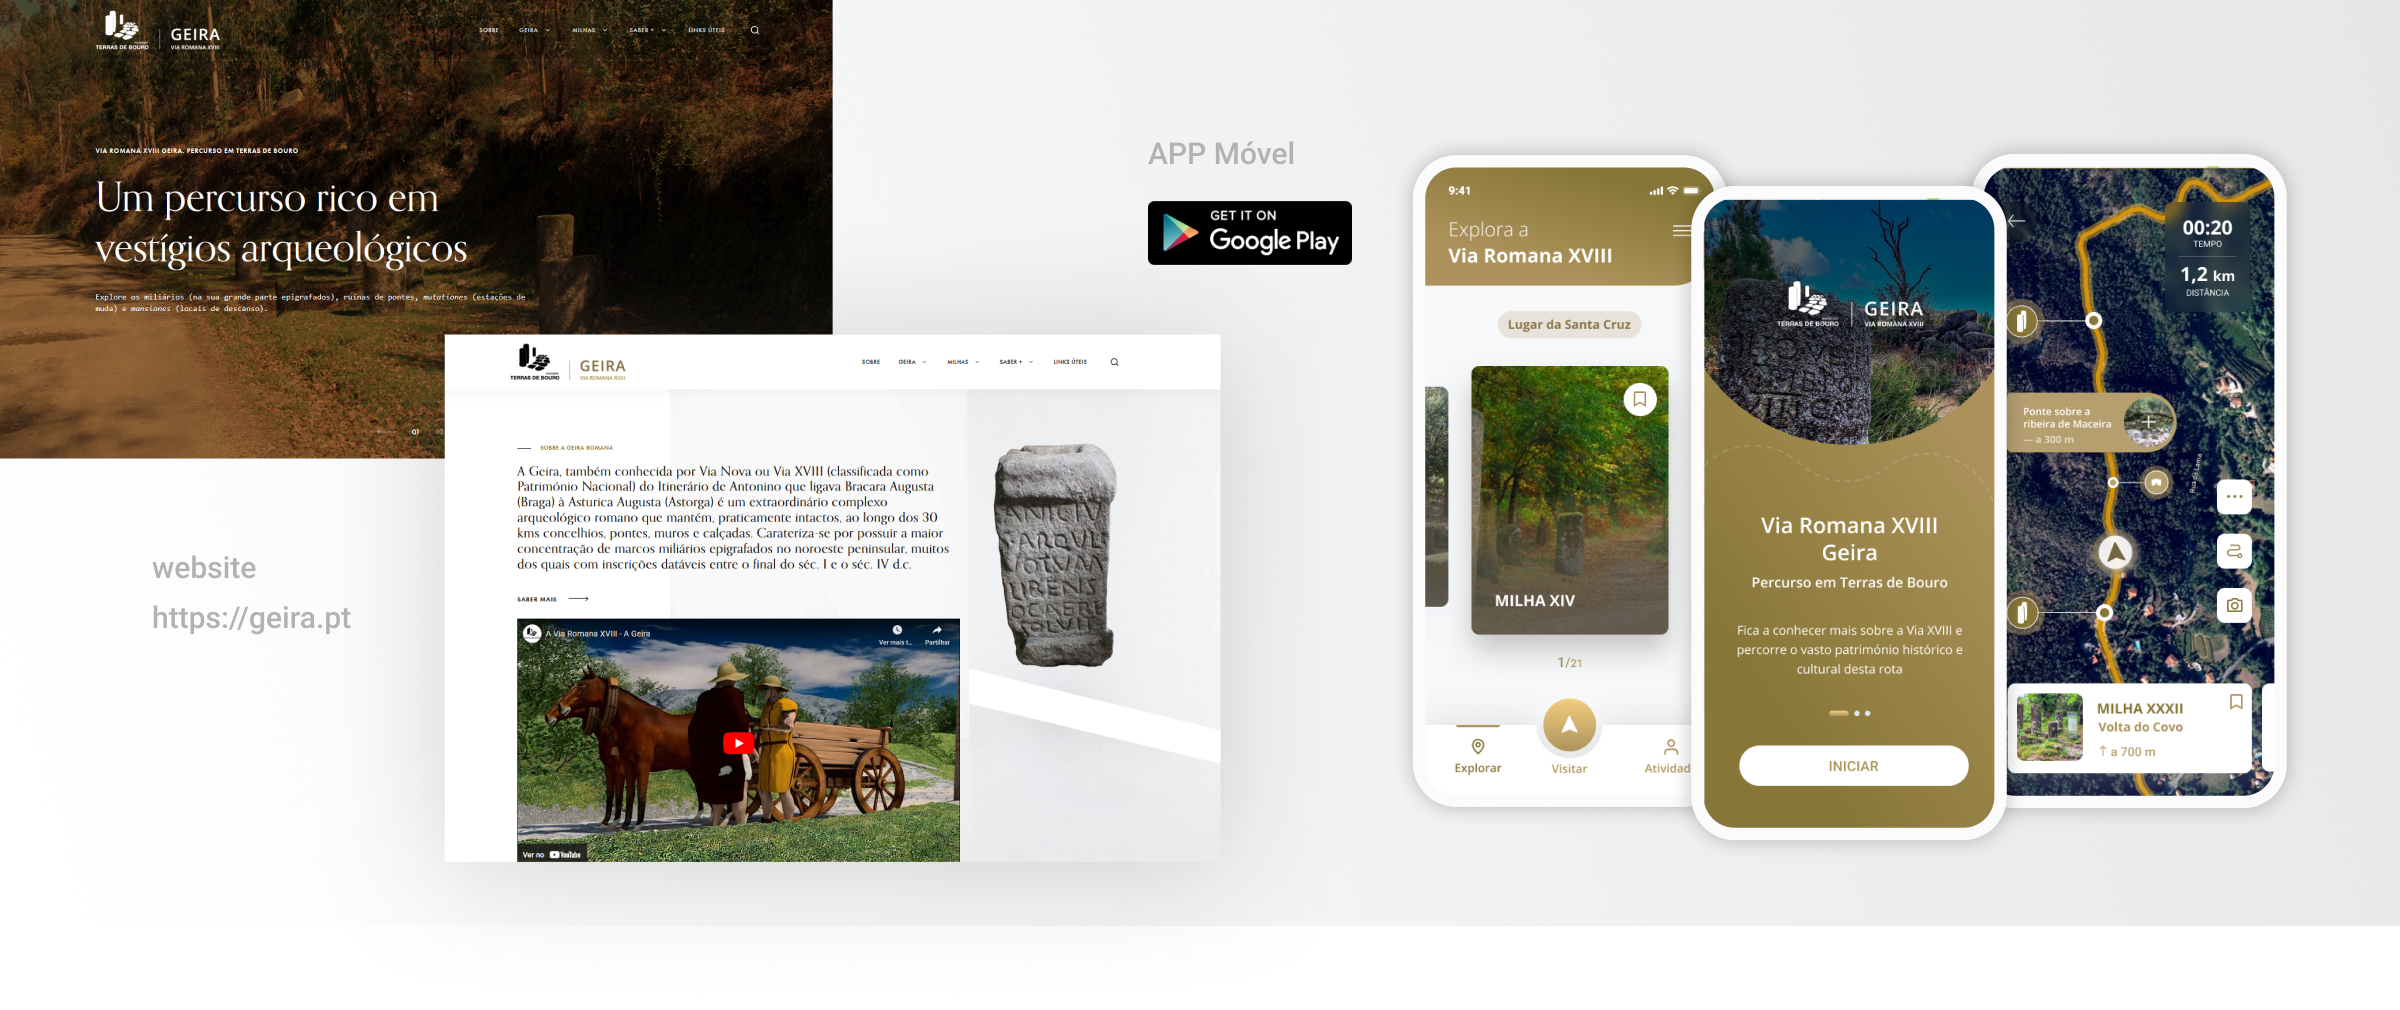 TERRAS DE BOURO
GEIRA
VIA ROMANA XVIII
SOBRE
GEIRA
MILHAS
SABER +
LINKS ÚTEIS
VIA ROMANA XVIII GEIRA. PERCURSO EM TERRAS DE BOURO
Um percurso rico em
vestígios arqueológicos
Explore os miliários (na sua grande parte epigrafados), ruínas de pontes, mutationes (estações de
muda) e mansiones (locais de descanso).
01
02
website
https://geira.pt
TERRAS DE BOURO
GEIRA
VIA ROMANA XVIII
SOBRE
GEIRA
MILHAS
SABER +
LINKS ÚTEIS
SOBRE A GEIRA ROMANA
A Geira, também conhecida por Via Nova ou Via XVIII (classificada como
Património Nacional) do Itinerário de Antonino que ligava Bracara Augusta
(Braga) à Asturica Augusta (Astorga) é um extraordinário complexo
arqueológico romano que mantém, praticamente intactos, ao longo dos 30
kms concelhios, pontes, muros e calçadas. Carateriza-se por possuir a maior
concentração de marcos miliários epigrafados no noroeste peninsular, muitos
dos quais com inscrições datáveis entre o final do séc. I e o séc. IV d.c.
SABER MAIS
A Via Romana XVIII - A Geira
Ver mais t...
Partilhar
Ver no YouTube
APP Móvel
GET IT ON
Google Play
9:41
Explora a
Via Romana XVIII
Lugar da Santa Cruz
MILHA XIV
1/21
Explorar
Visitar
Atividad
TERRAS DE BOURO
GEIRA
VIA ROMANA XVIII
Via Romana XVIII
Geira
Percurso em Terras de Bouro
Fica a conhecer mais sobre a Via XVIII e
percorre o vasto património histórico e
cultural desta rota
INICIAR
00:20
TEMPO
1,2 km
DISTÂNCIA
Ponte sobre a
ribeira de Maceira
--- a 300 m
MILHA XXXII
Volta do Covo
↑ a 700 m